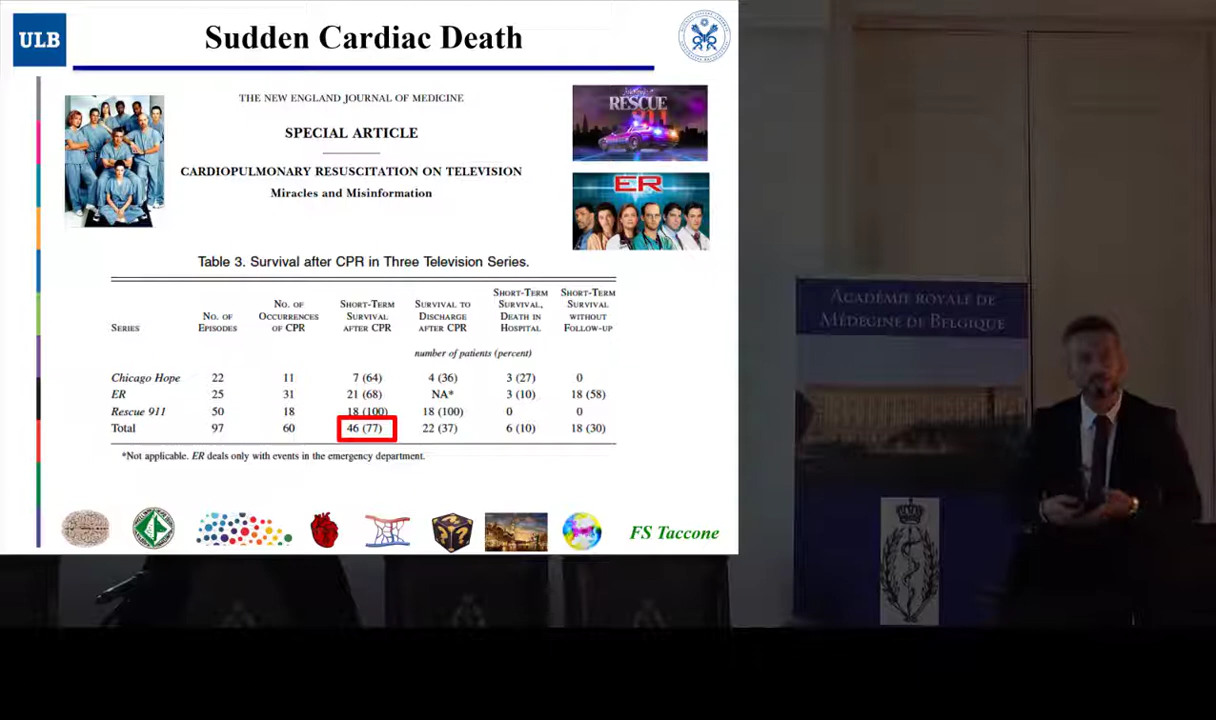 ULB
Sudden Cardiac Death
THE NEW ENGLAND JOURNAL OF MEDICINE
SPECIAL ARTICLE
CARDIOPULMONARY RESUSCITATION ON TELEVISION
Miracles and Misinformation
RESCUE
911
ER
Table 3. Survival after CPR in Three Television Series.
SERIES
NO. OF EPISODES
NO. OF OCCURRENCES OF CPR
SHORT-TERM SURVIVAL AFTER CPR
SURVIVAL TO DISCHARGE AFTER CPR
SHORT-TERM SURVIVAL, DEATH IN HOSPITAL
SHORT-TERM SURVIVAL WITHOUT FOLLOW-UP
number of patients (percent)
Chicago Hope 22 11 7 (64) 4 (36) 3 (27) 0
ER 25 31 21 (68) NA* 3 (10) 18 (58)
Rescue 911 50 18 18 (100) 18 (100) 0 0
Total 97 60 46 (77) 22 (37) 6 (10) 18 (30)
*Not applicable. ER deals only with events in the emergency department.
FS Taccone
ACADÉMIE ROYALE DE
MÉDECINE DE BELGIQUE